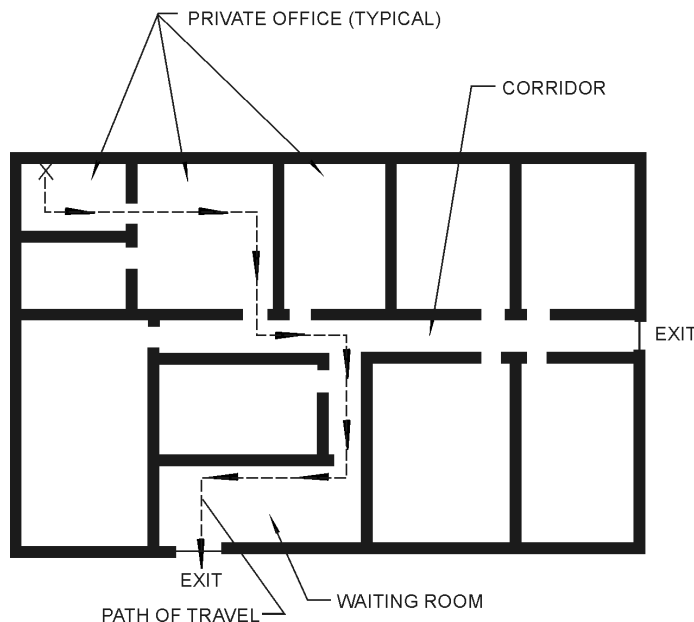 PRIVATE OFFICE (TYPICAL)
CORRIDOR
X
EXIT
EXIT
WAITING ROOM
PATH OF TRAVEL